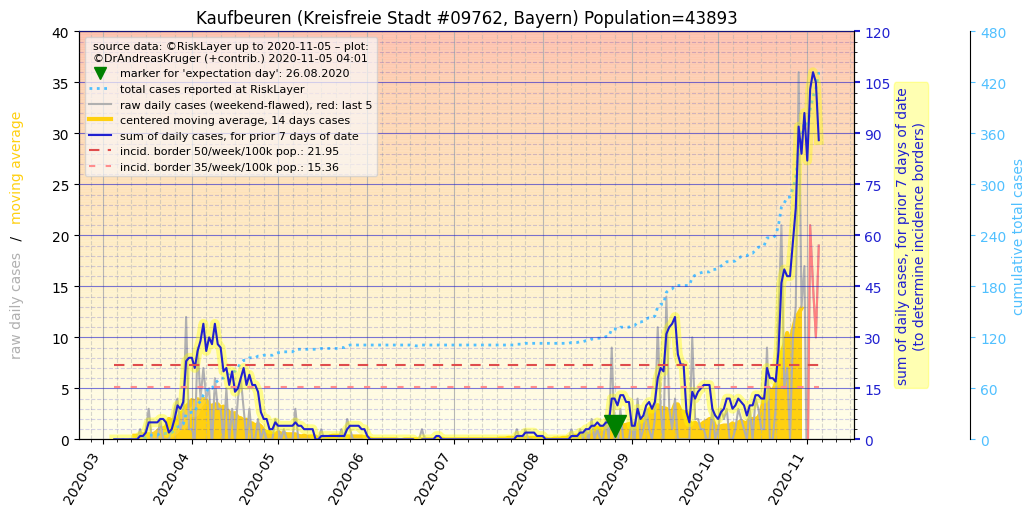 Kaufbeuren (Kreisfreie Stadt #09762, Bayern) Population=43893
source data: ©RiskLayer up to 2020-11-05 – plot:
©DrAndreasKruger (+contrib.) 2020-11-05 04:01
marker for 'expectation day': 26.08.2020
total cases reported at RiskLayer
raw daily cases (weekend-flawed), red: last 5
centered moving average, 14 days cases
sum of daily cases, for prior 7 days of date
incid. border 50/week/100k pop.: 21.95
incid. border 35/week/100k pop.: 15.36
raw daily cases / moving average
40
35
30
25
20
15
10
5
0
120
105
90
75
60
45
30
15
0
sum of daily cases, for prior 7 days of date
(to determine incidence borders)
480
420
360
300
240
180
120
60
0
cumulative total cases
2020-03
2020-04
2020-05
2020-06
2020-07
2020-08
2020-09
2020-10
2020-11